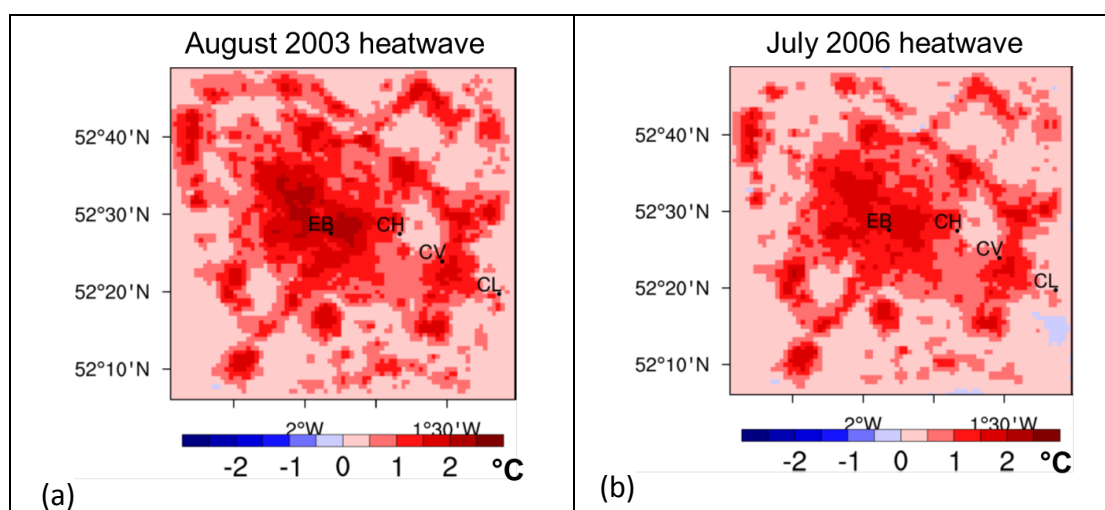 August 2003 heatwave
52°40'N
52°30'N
52°20'N
52°10'N
EB
CH
CV
CL
2°W
1°30'W
-2 -1 0 1 2 °C
(a)
July 2006 heatwave
52°40'N
52°30'N
52°20'N
52°10'N
EB
CH
CV
CL
2°W
1°30'W
-2 -1 0 1 2 °C
(b)